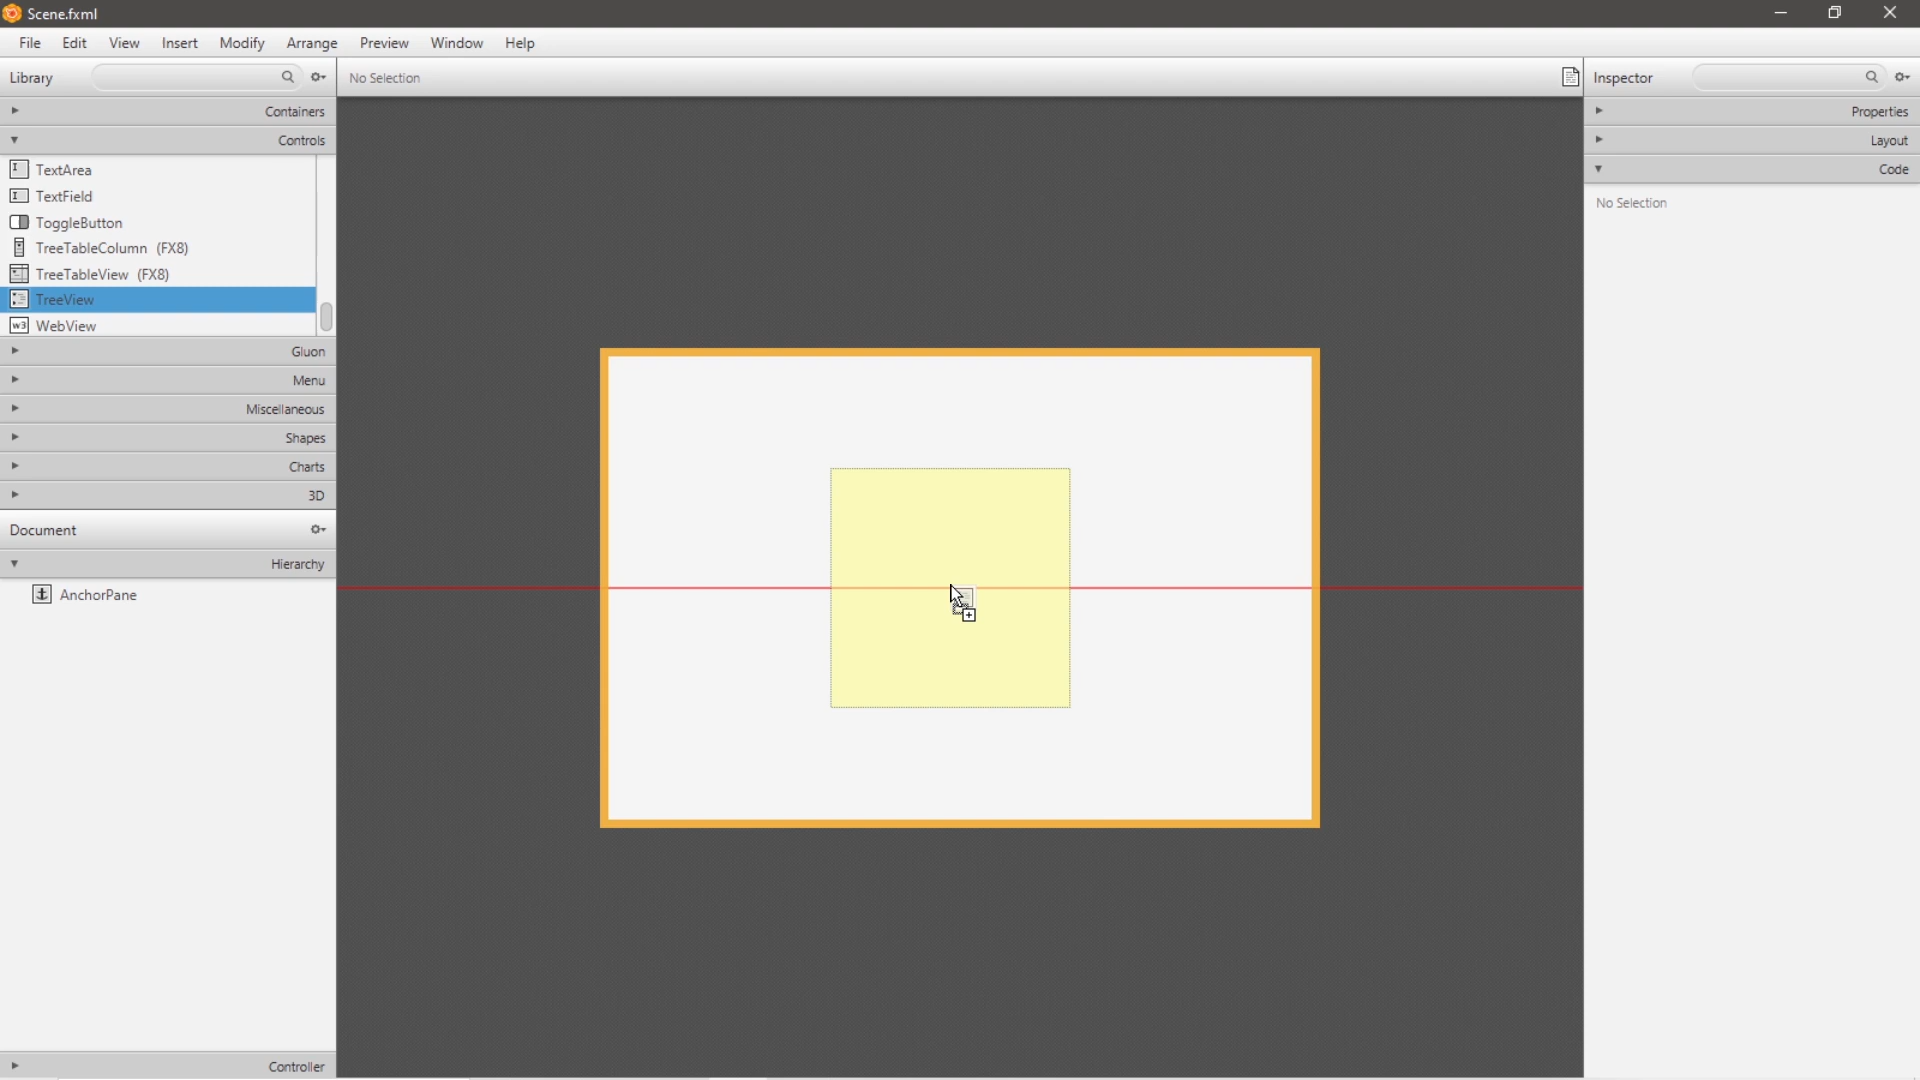 Scene.fxml
File Edit View Insert Modify Arrange Preview Window Help
Library
No Selection
Inspector
Containers
Controls
TextArea
TextField
ToggleButton
TreeTableColumn (FX8)
TreeTableView (FX8)
TreeView
w3 WebView
Gluon
Menu
Miscellaneous
Shapes
Charts
3D
Document
Hierarchy
AnchorPane
Controller
Properties
Layout
Code
No Selection